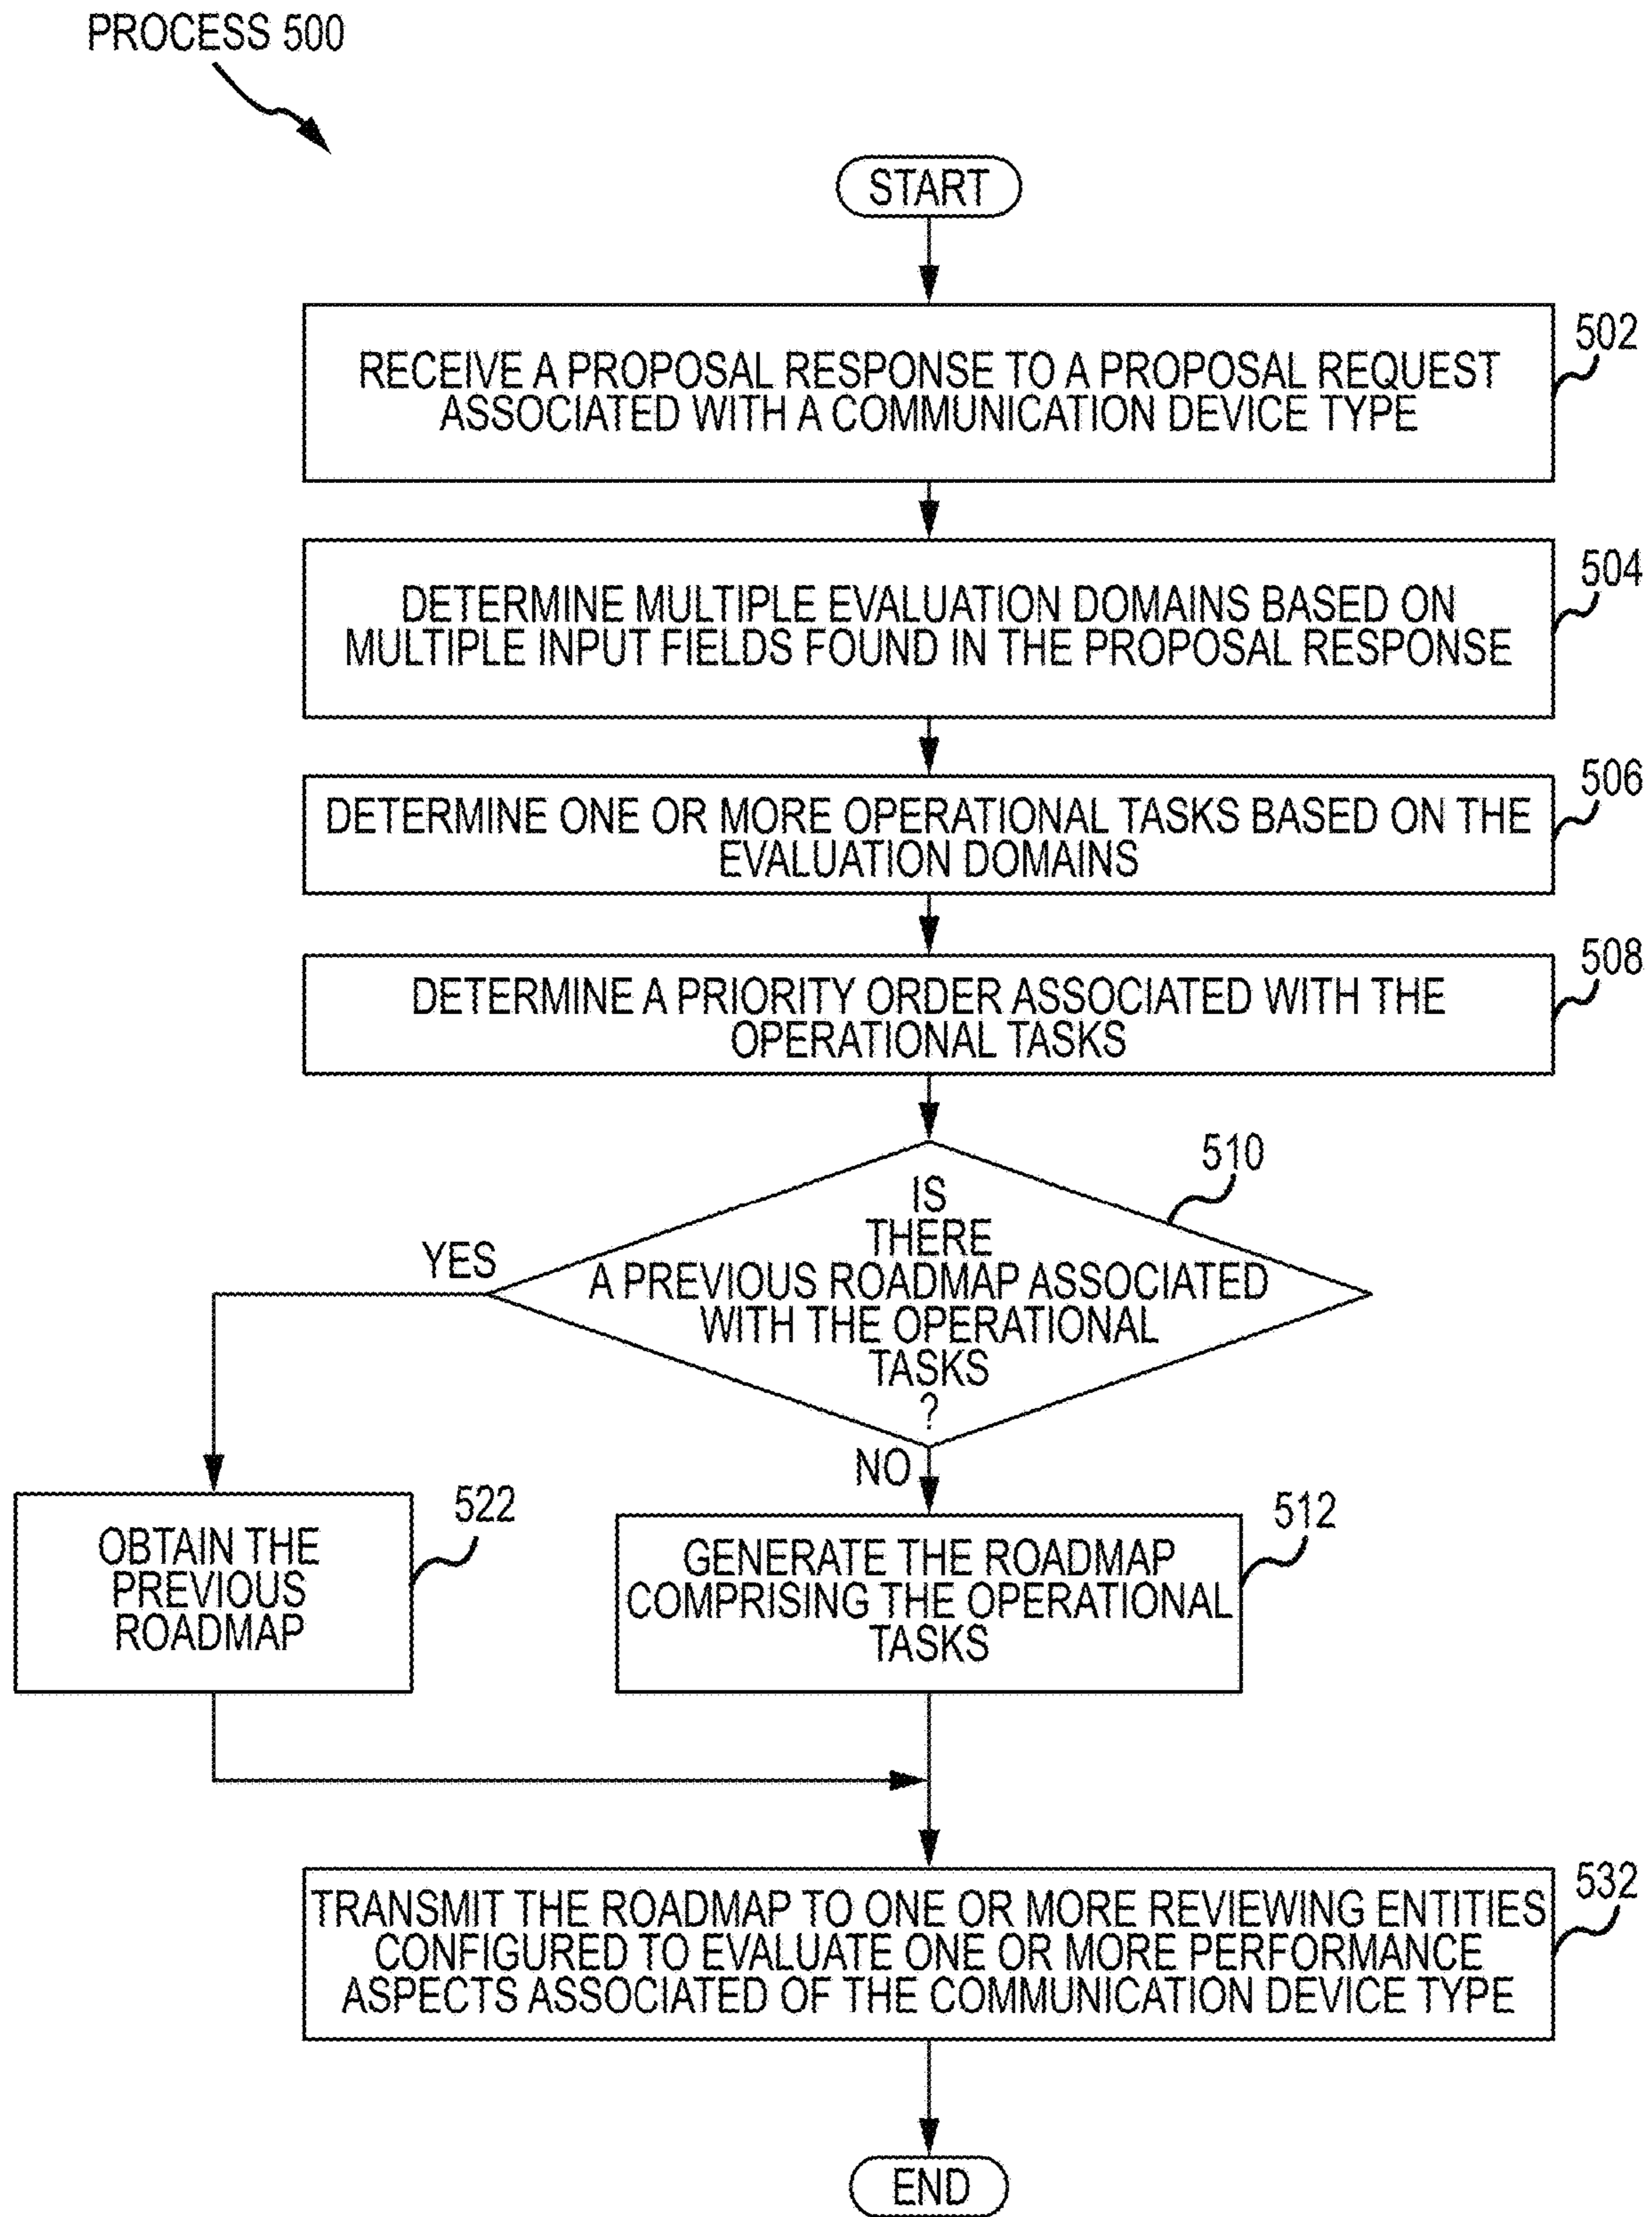 PROCESS 500
START
502
RECEIVE A PROPOSAL RESPONSE TO A PROPOSAL REQUEST
ASSOCIATED WITH A COMMUNICATION DEVICE TYPE
504
DETERMINE MULTIPLE EVALUATION DOMAINS BASED ON
MULTIPLE INPUT FIELDS FOUND IN THE PROPOSAL RESPONSE
506
DETERMINE ONE OR MORE OPERATIONAL TASKS BASED ON THE
EVALUATION DOMAINS
508
DETERMINE A PRIORITY ORDER ASSOCIATED WITH THE
OPERATIONAL TASKS
510
IS
THERE
A PREVIOUS ROADMAP ASSOCIATED
WITH THE OPERATIONAL
TASKS
?
YES
NO
522
OBTAIN THE
PREVIOUS
ROADMAP
512
GENERATE THE ROADMAP
COMPRISING THE OPERATIONAL
TASKS
532
TRANSMIT THE ROADMAP TO ONE OR MORE REVIEWING ENTITIES
CONFIGURED TO EVALUATE ONE OR MORE PERFORMANCE
ASPECTS ASSOCIATED OF THE COMMUNICATION DEVICE TYPE
END